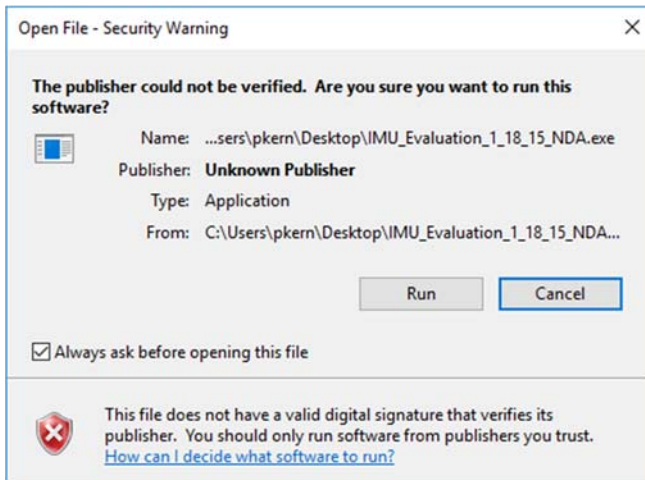 Open File - Security Warning
The publisher could not be verified.  Are you sure you want to run this
software?
Name: ...sers\pkern\Desktop\IMU_Evaluation_1_18_15_NDA.exe
Publisher: Unknown Publisher
Type: Application
From: C:\Users\pkern\Desktop\IMU_Evaluation_1_18_15_NDA...
Run Cancel
Always ask before opening this file
This file does not have a valid digital signature that verifies its
publisher.  You should only run software from publishers you trust.
How can I decide what software to run?